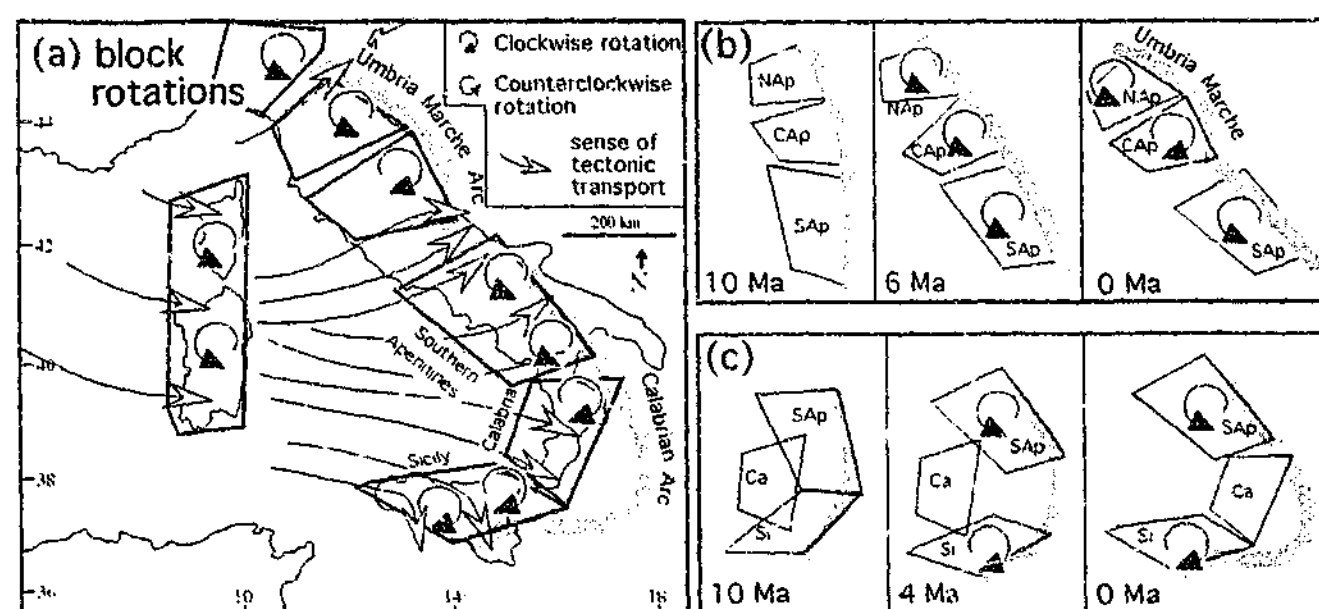 (a) block
rotations
Clockwise rotation
Counterclockwise
rotation
sense of
tectonic
transport
200 km
N
Umbria Marche
Arc
Southern
Apennines
Calabria
Calabrian Arc
Sicily
44
42
40
38
36
10
14
18
(b)
NAp
CAp
SAp
10 Ma
NAp
CAp
SAp
6 Ma
Umbria
Marche
NAp
CAp
SAp
0 Ma
(c)
SAp
Ca
Si
10 Ma
SAp
Ca
Si
4 Ma
SAp
Ca
Si
0 Ma